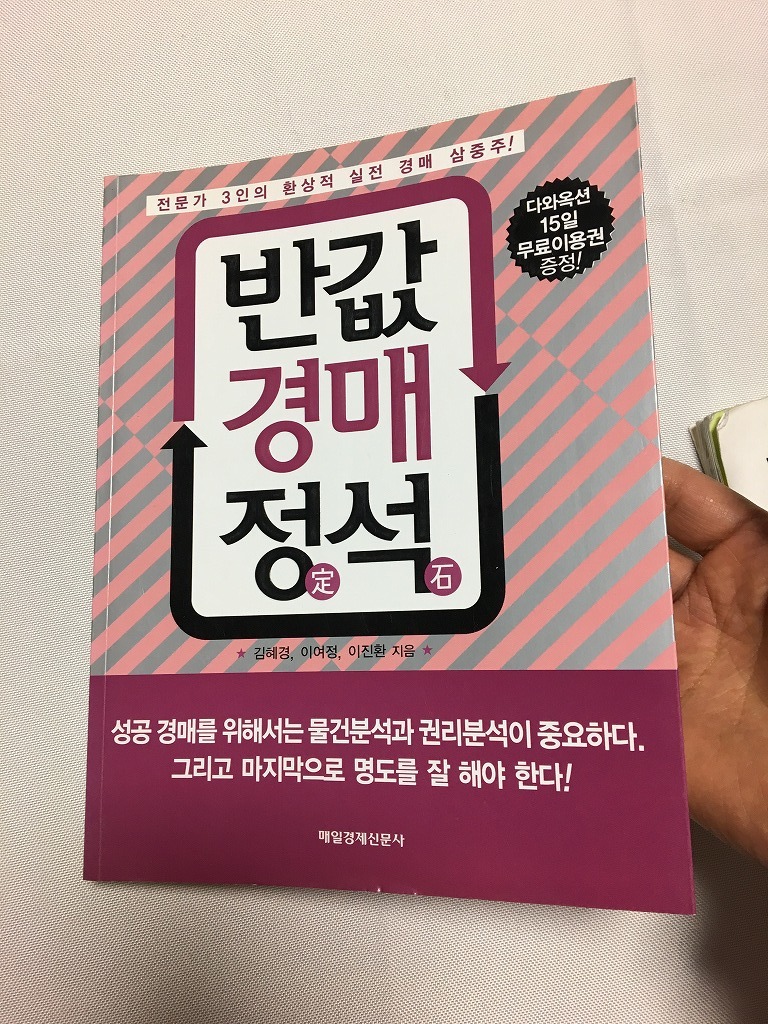 전문가 3인의 환상적 실전 경매 삼중주!
다와옥션
15일
무료이용권
증정!
반값
경매
정석
定 石
★ 김혜경, 이여정, 이진환 지음 ★
성공 경매를 위해서는 물건분석과 권리분석이 중요하다.
그리고 마지막으로 명도를 잘 해야 한다!
매일경제신문사